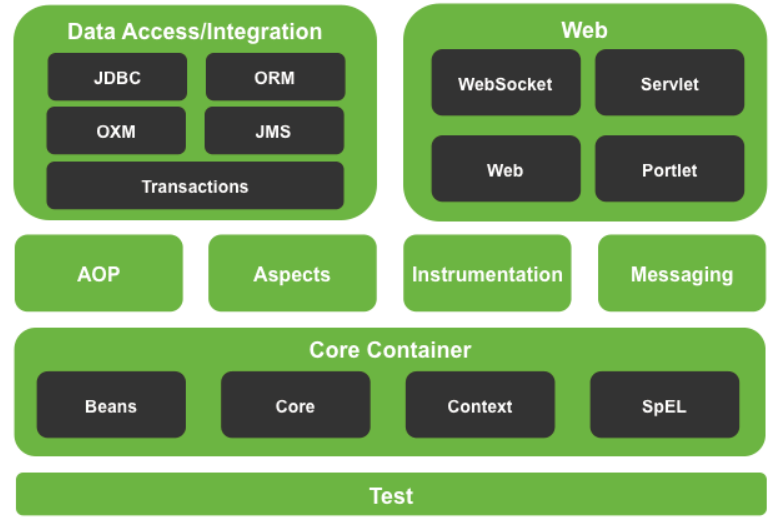 Data Access/Integration
JDBC
ORM
OXM
JMS
Transactions
Web
WebSocket
Servlet
Web
Portlet
AOP
Aspects
Instrumentation
Messaging
Core Container
Beans
Core
Context
SpEL
Test